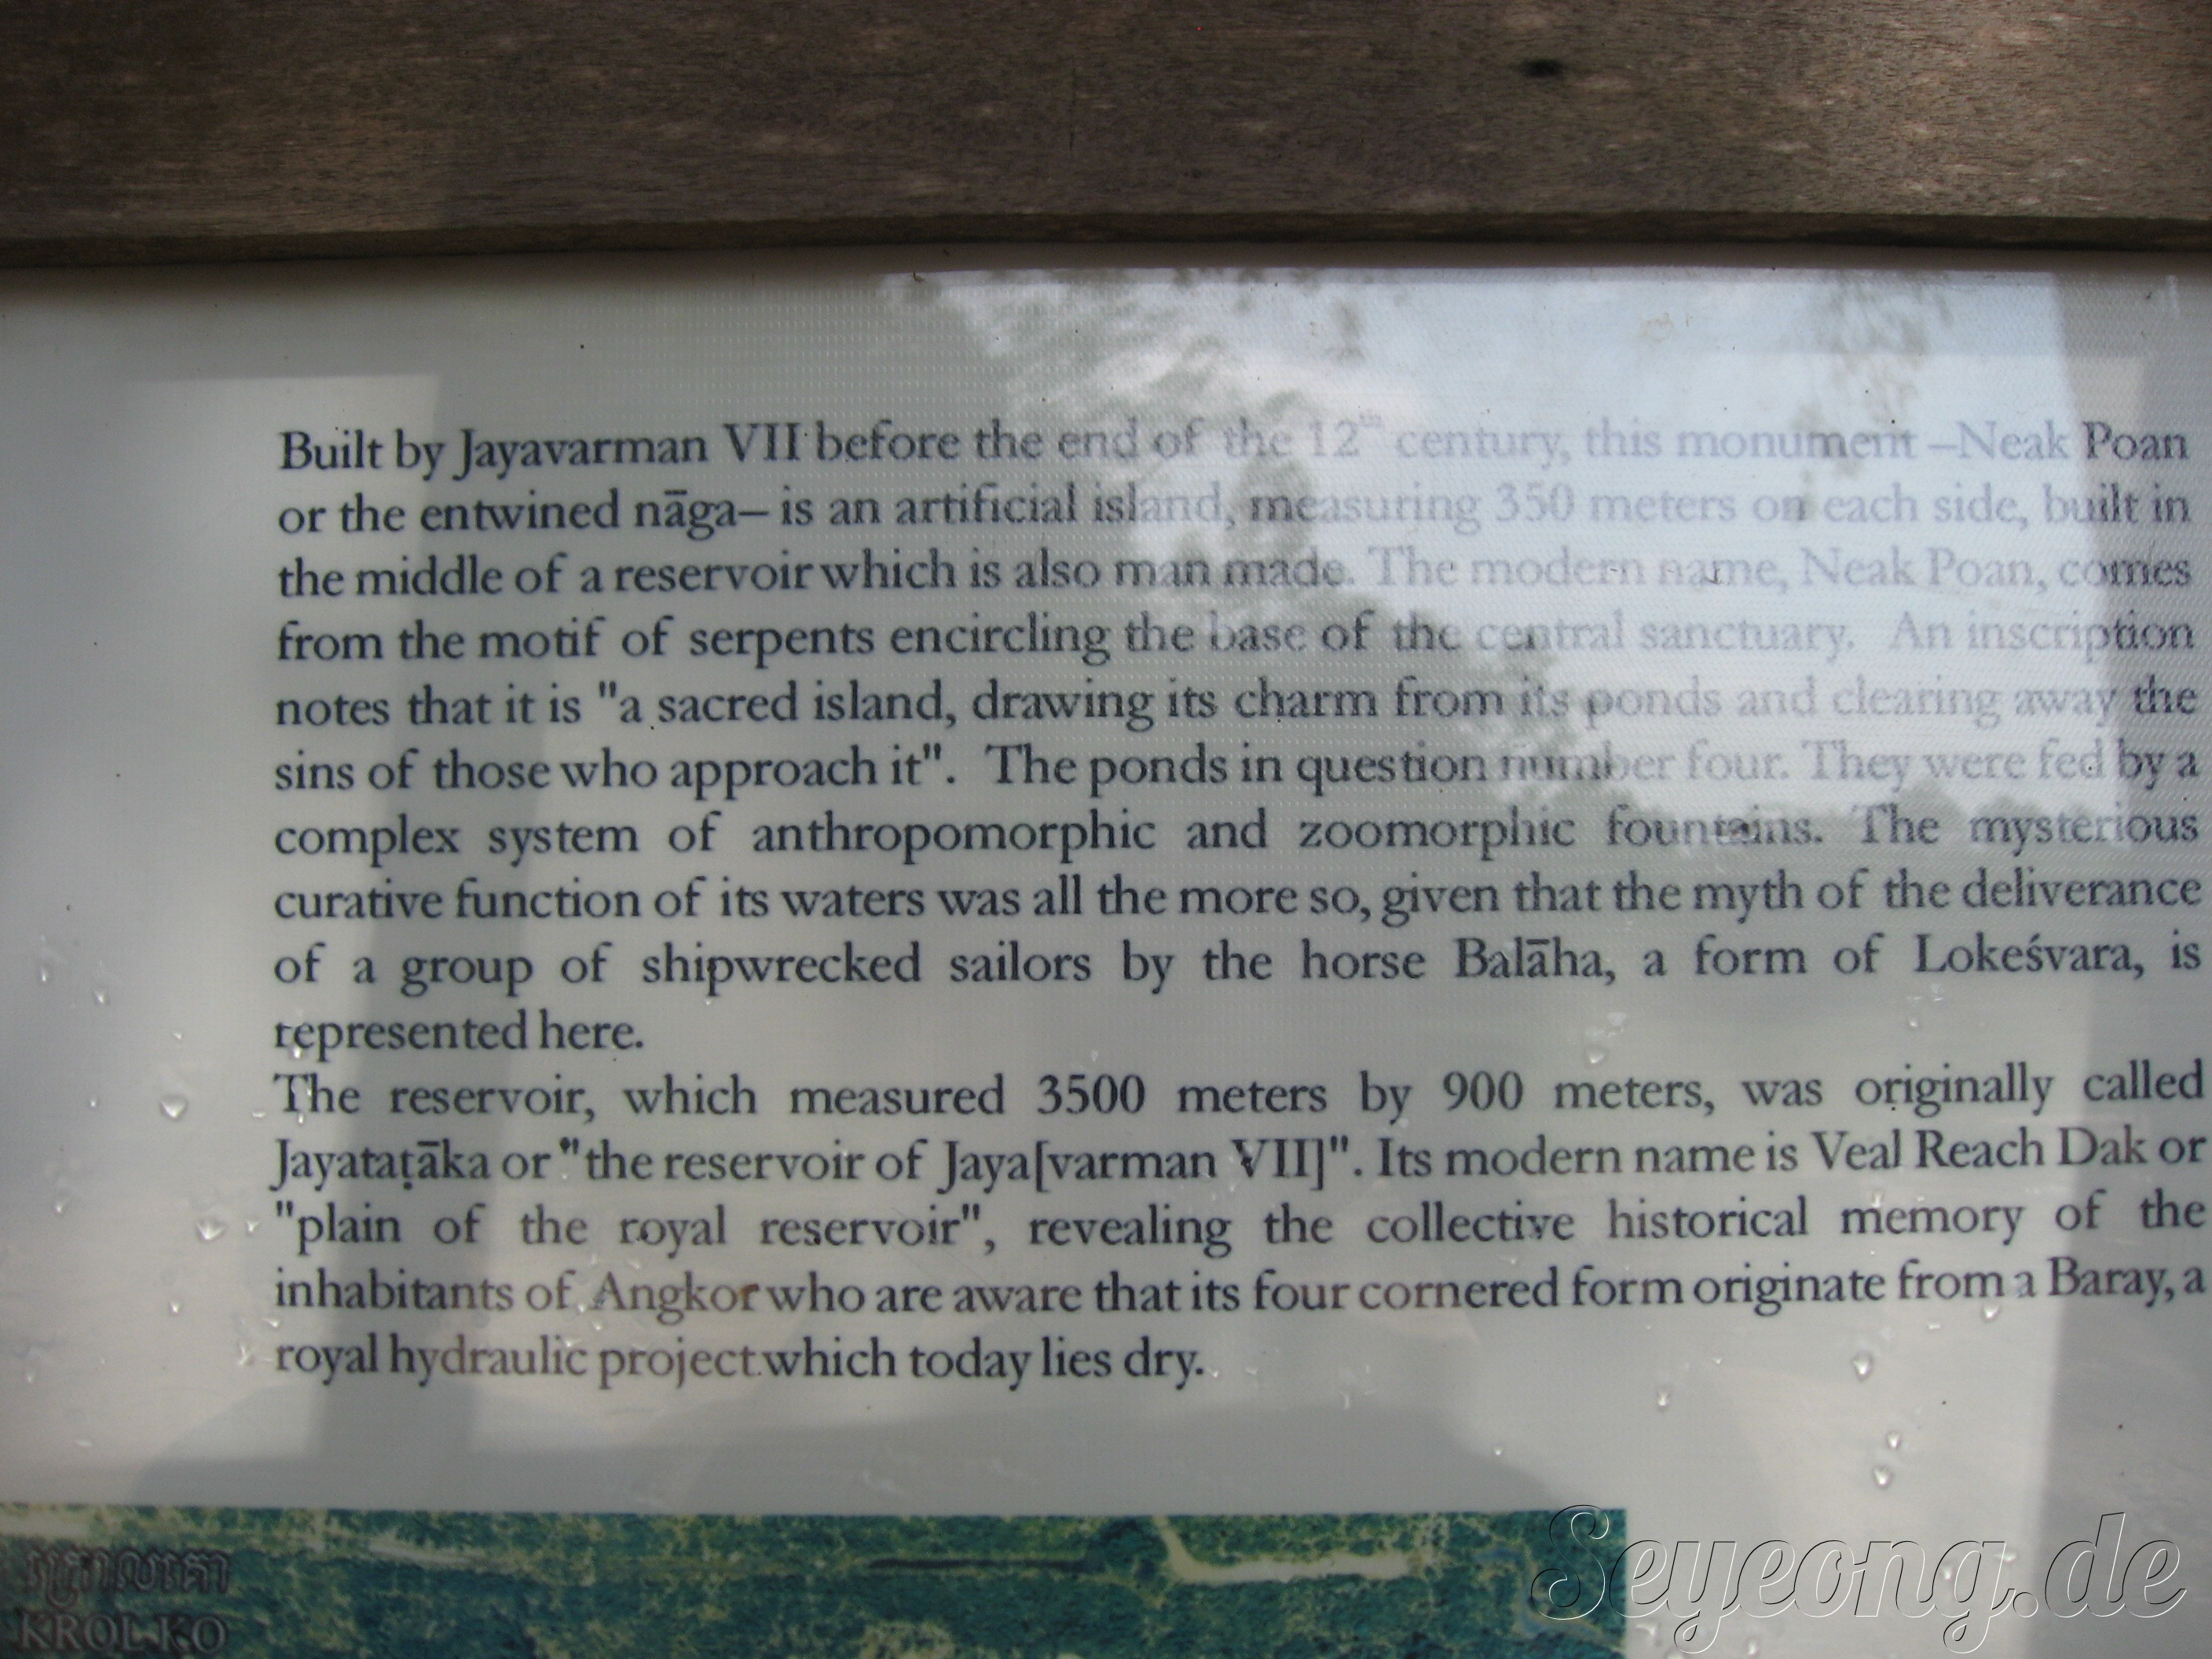 Built by Jayavarman VII before the end of the 12th century, this monument –Neak Poan
or the entwined nāga– is an artificial island, measuring 350 meters on each side, built in
the middle of a reservoir which is also man made. The modern name, Neak Poan, comes
from the motif of serpents encircling the base of the central sanctuary. An inscription
notes that it is "a sacred island, drawing its charm from its ponds and clearing away the
sins of those who approach it". The ponds in question number four. They were fed by a
complex system of anthropomorphic and zoomorphic fountains. The mysterious
curative function of its waters was all the more so, given that the myth of the deliverance
of a group of shipwrecked sailors by the horse Balāha, a form of Lokeśvara, is
represented here.
The reservoir, which measured 3500 meters by 900 meters, was originally called
Jayataṭāka or "the reservoir of Jaya[varman VII]". Its modern name is Veal Reach Dak or
"plain of the royal reservoir", revealing the collective historical memory of the
inhabitants of Angkor who are aware that its four cornered form originate from a Baray, a
royal hydraulic project which today lies dry.
KROL KO
Seyeong.de